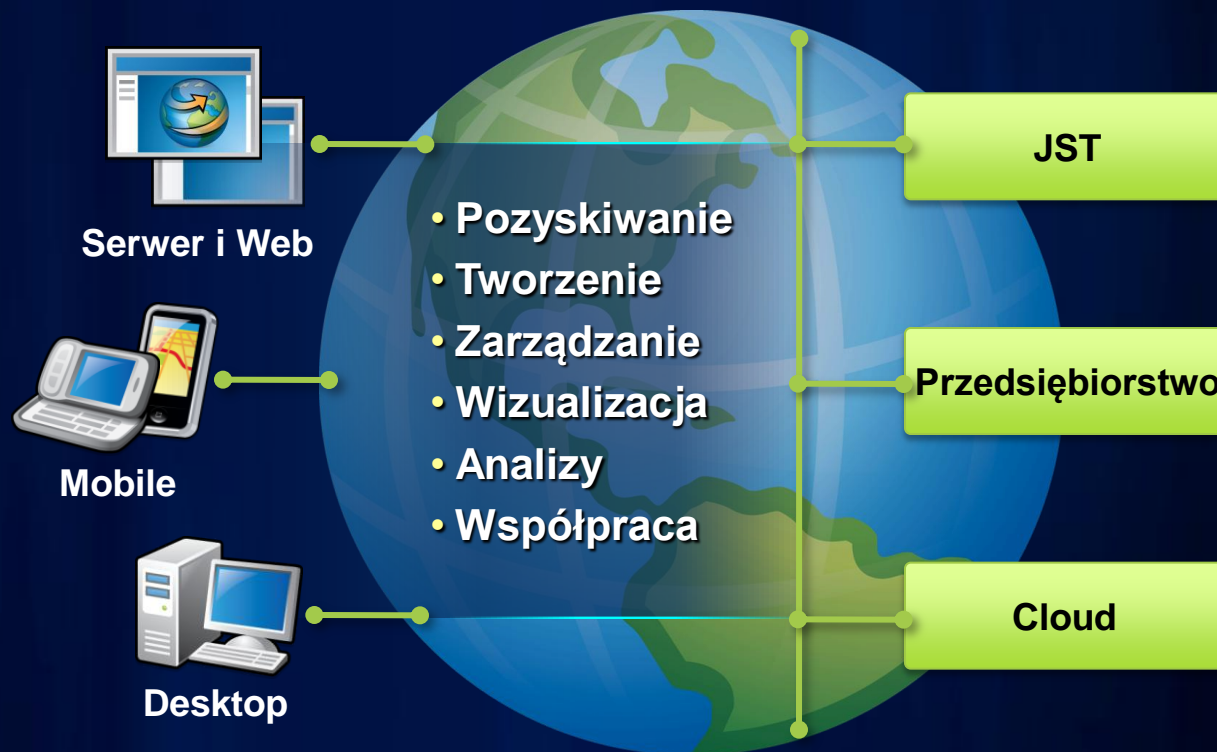 Serwer i Web
Mobile
Desktop
• Pozyskiwanie
• Tworzenie
• Zarządzanie
• Wizualizacja
• Analizy
• Współpraca
JST
Przedsiębiorstwo
Cloud